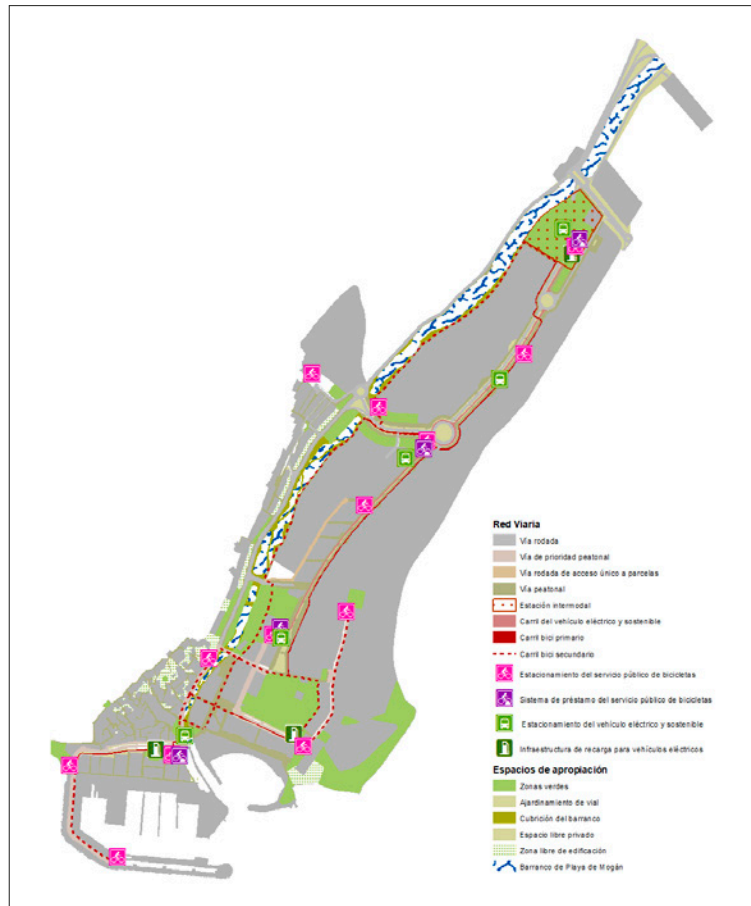 Red Viaria
Vía rodada
Vía de prioridad peatonal
Vía rodada de acceso único a parcelas
Vía peatonal
Estación intermodal
Carril del vehículo eléctrico y sostenible
Carril bici primario
Carril bici secundario
Estacionamiento del servicio público de bicicletas
Sistema de préstamo del servicio público de bicicletas
Estacionamiento del vehículo eléctrico y sostenible
Infraestructura de recarga para vehículos eléctricos
Espacios de apropiación
Zonas verdes
Ajardinamiento de vial
Cubrición del barranco
Espacio libre privado
Zona libre de edificación
Barranco de Playa de Mogán